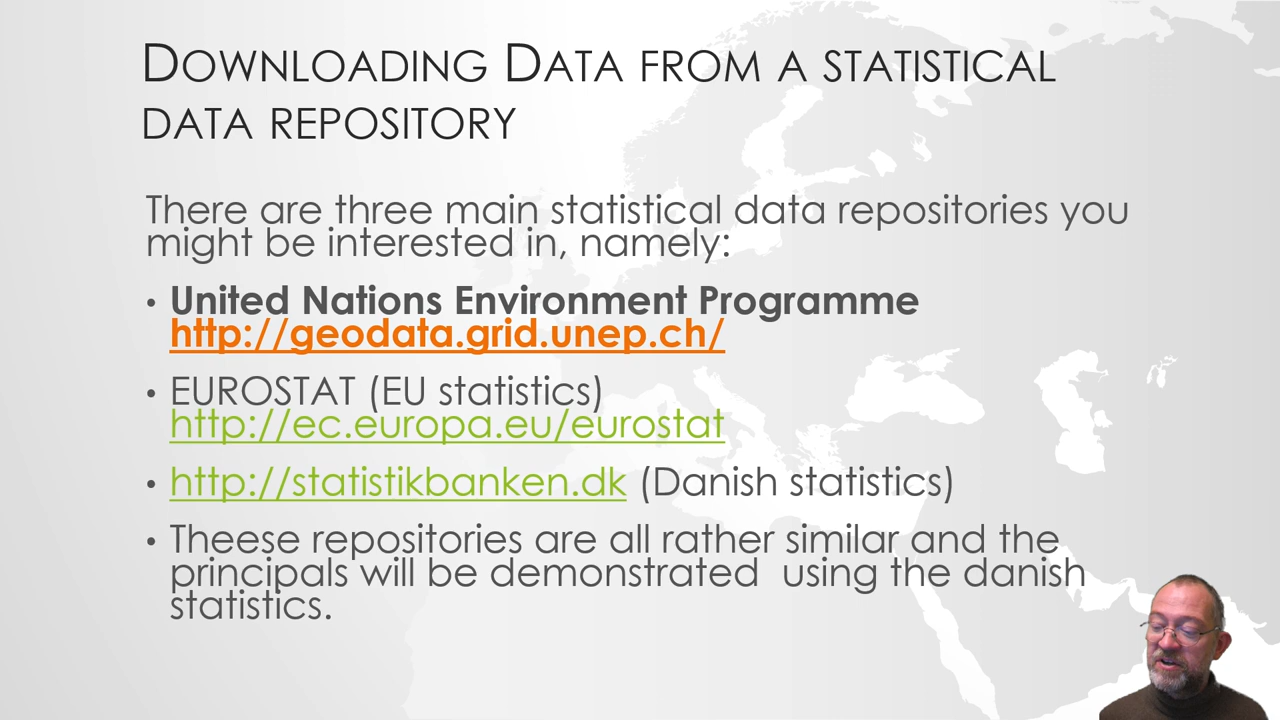 Downloading Data from a statistical
data repository
There are three main statistical data repositories you
might be interested in, namely:
• United Nations Environment Programme
http://geodata.grid.unep.ch/
• EUROSTAT (EU statistics)
http://ec.europa.eu/eurostat
• http://statistikbanken.dk (Danish statistics)
• Theese repositories are all rather similar and the
principals will be demonstrated  using the danish
statistics.